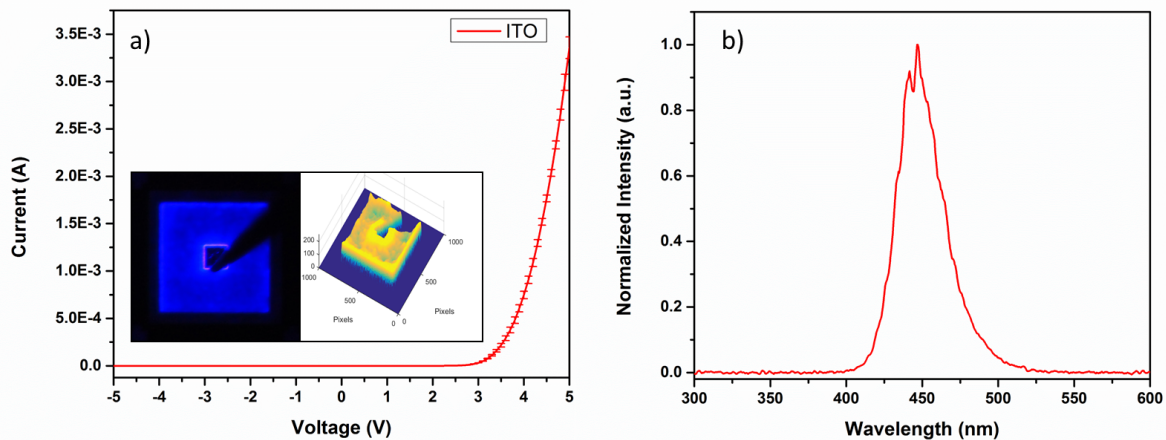 a)
ITO
3.5E-3
3.0E-3
2.5E-3
2.0E-3
1.5E-3
1.0E-3
5.0E-4
0.0
Current (A)
200
100
0
1000
500
0
Pixels
0
500
1000
Pixels
-5 -4 -3 -2 -1 0 1 2 3 4 5
Voltage (V)
b)
1.0
0.8
0.6
0.4
0.2
0.0
Normalized Intensity (a.u.)
300 350 400 450 500 550 600
Wavelength (nm)